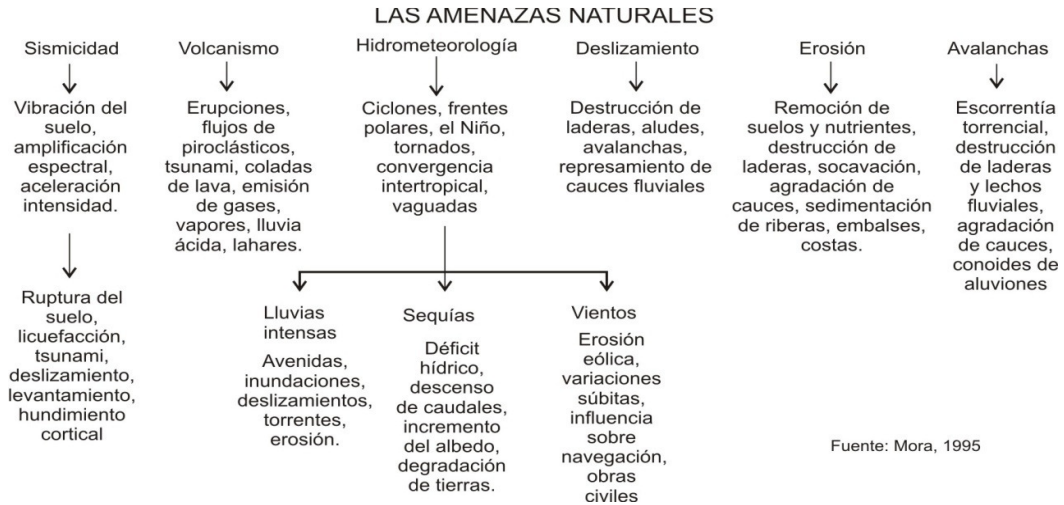 LAS AMENAZAS NATURALES
Sismicidad
Vibración del
suelo,
amplificación
espectral,
aceleración
intensidad.
Ruptura del
suelo,
licuefacción,
tsunami,
deslizamiento,
levantamiento,
hundimiento
cortical
Volcanismo
Erupciones,
flujos de
piroclásticos,
tsunami, coladas
de lava, emisión
de gases,
vapores, lluvia
ácida, lahares.
Hidrometeorología
Ciclones, frentes
polares, el Niño,
tornados,
convergencia
intertropical,
vaguadas
Lluvias
intensas
Avenidas,
inundaciones,
deslizamientos,
torrentes,
erosión.
Sequías
Déficit
hídrico,
descenso
de caudales,
incremento
del albedo,
degradación
de tierras.
Vientos
Erosión
eólica,
variaciones
súbitas,
influencia
sobre
navegación,
obras
civiles
Deslizamiento
Destrucción de
laderas, aludes,
avalanchas,
represamiento de
cauces fluviales
Erosión
Remoción de
suelos y nutrientes,
destrucción de
laderas, socavación,
agradación de
cauces, sedimentación
de riberas, embalses,
costas.
Avalanchas
Escorrentía
torrencial,
destrucción
de laderas
y lechos
fluviales,
agradación
de cauces,
conoides de
aluviones
Fuente: Mora, 1995